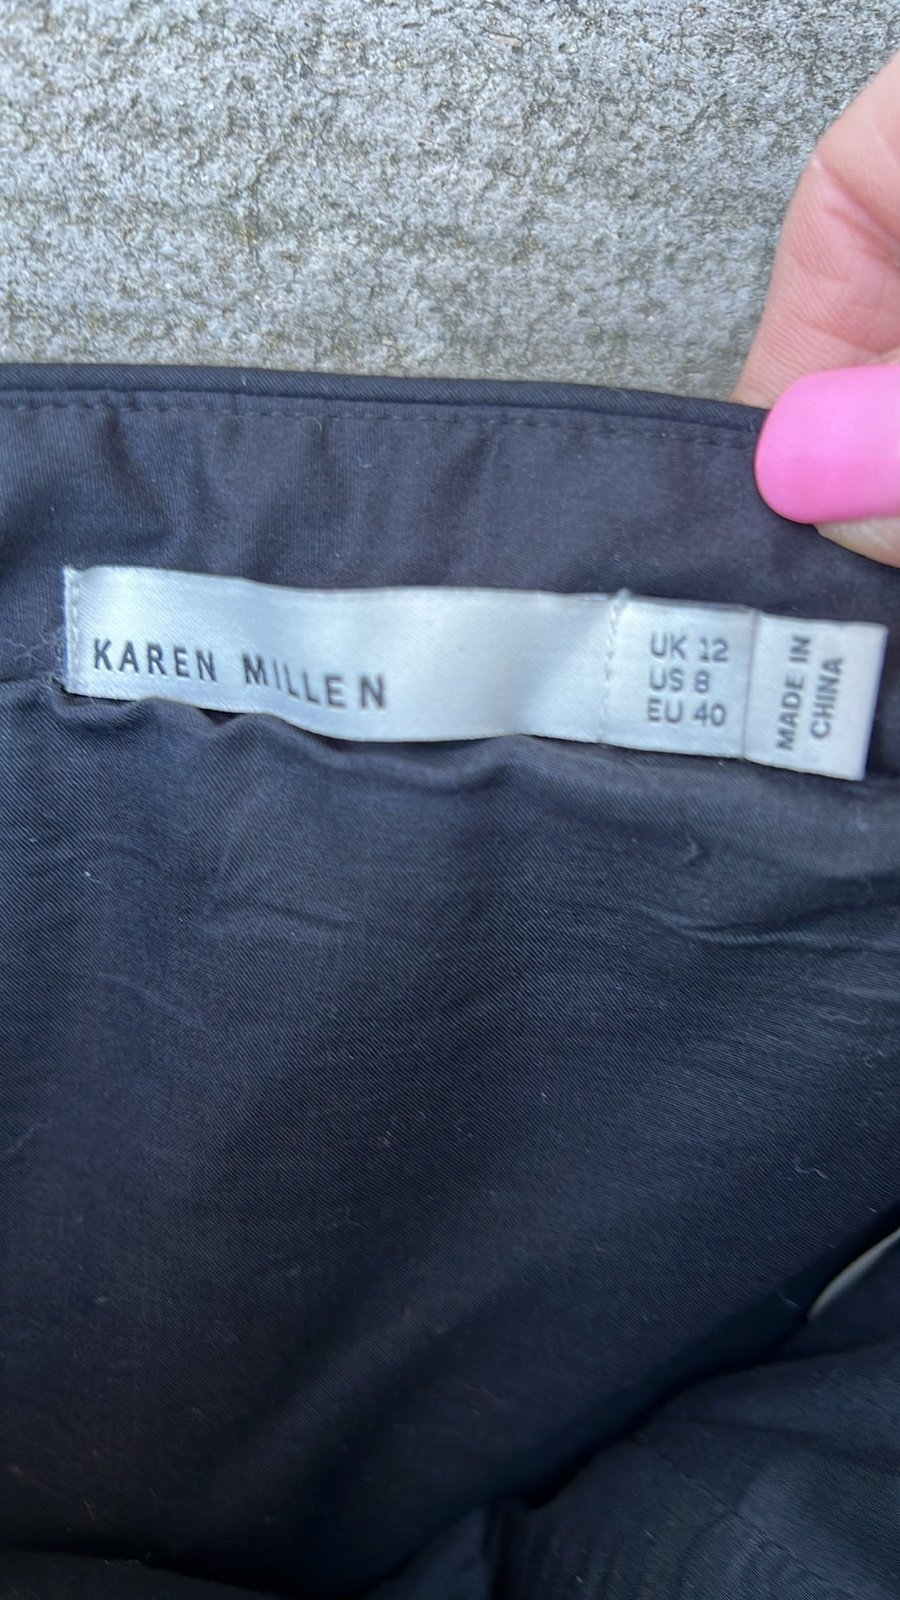 KAREN MILLEN
UK 12
US 8
EU 40
MADE IN
CHINA